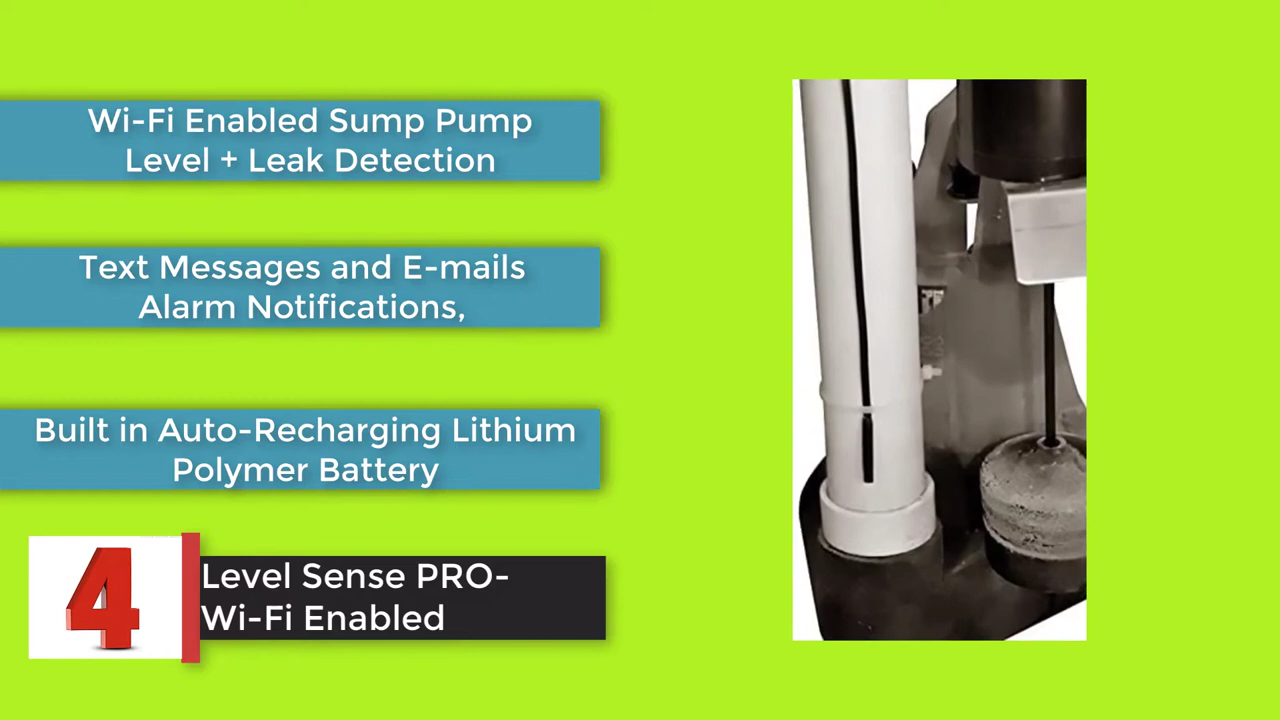 Wi-Fi Enabled Sump Pump
Level + Leak Detection
Text Messages and E-mails
Alarm Notifications,
Built in Auto-Recharging Lithium
Polymer Battery
4
Level Sense PRO-
Wi-Fi Enabled